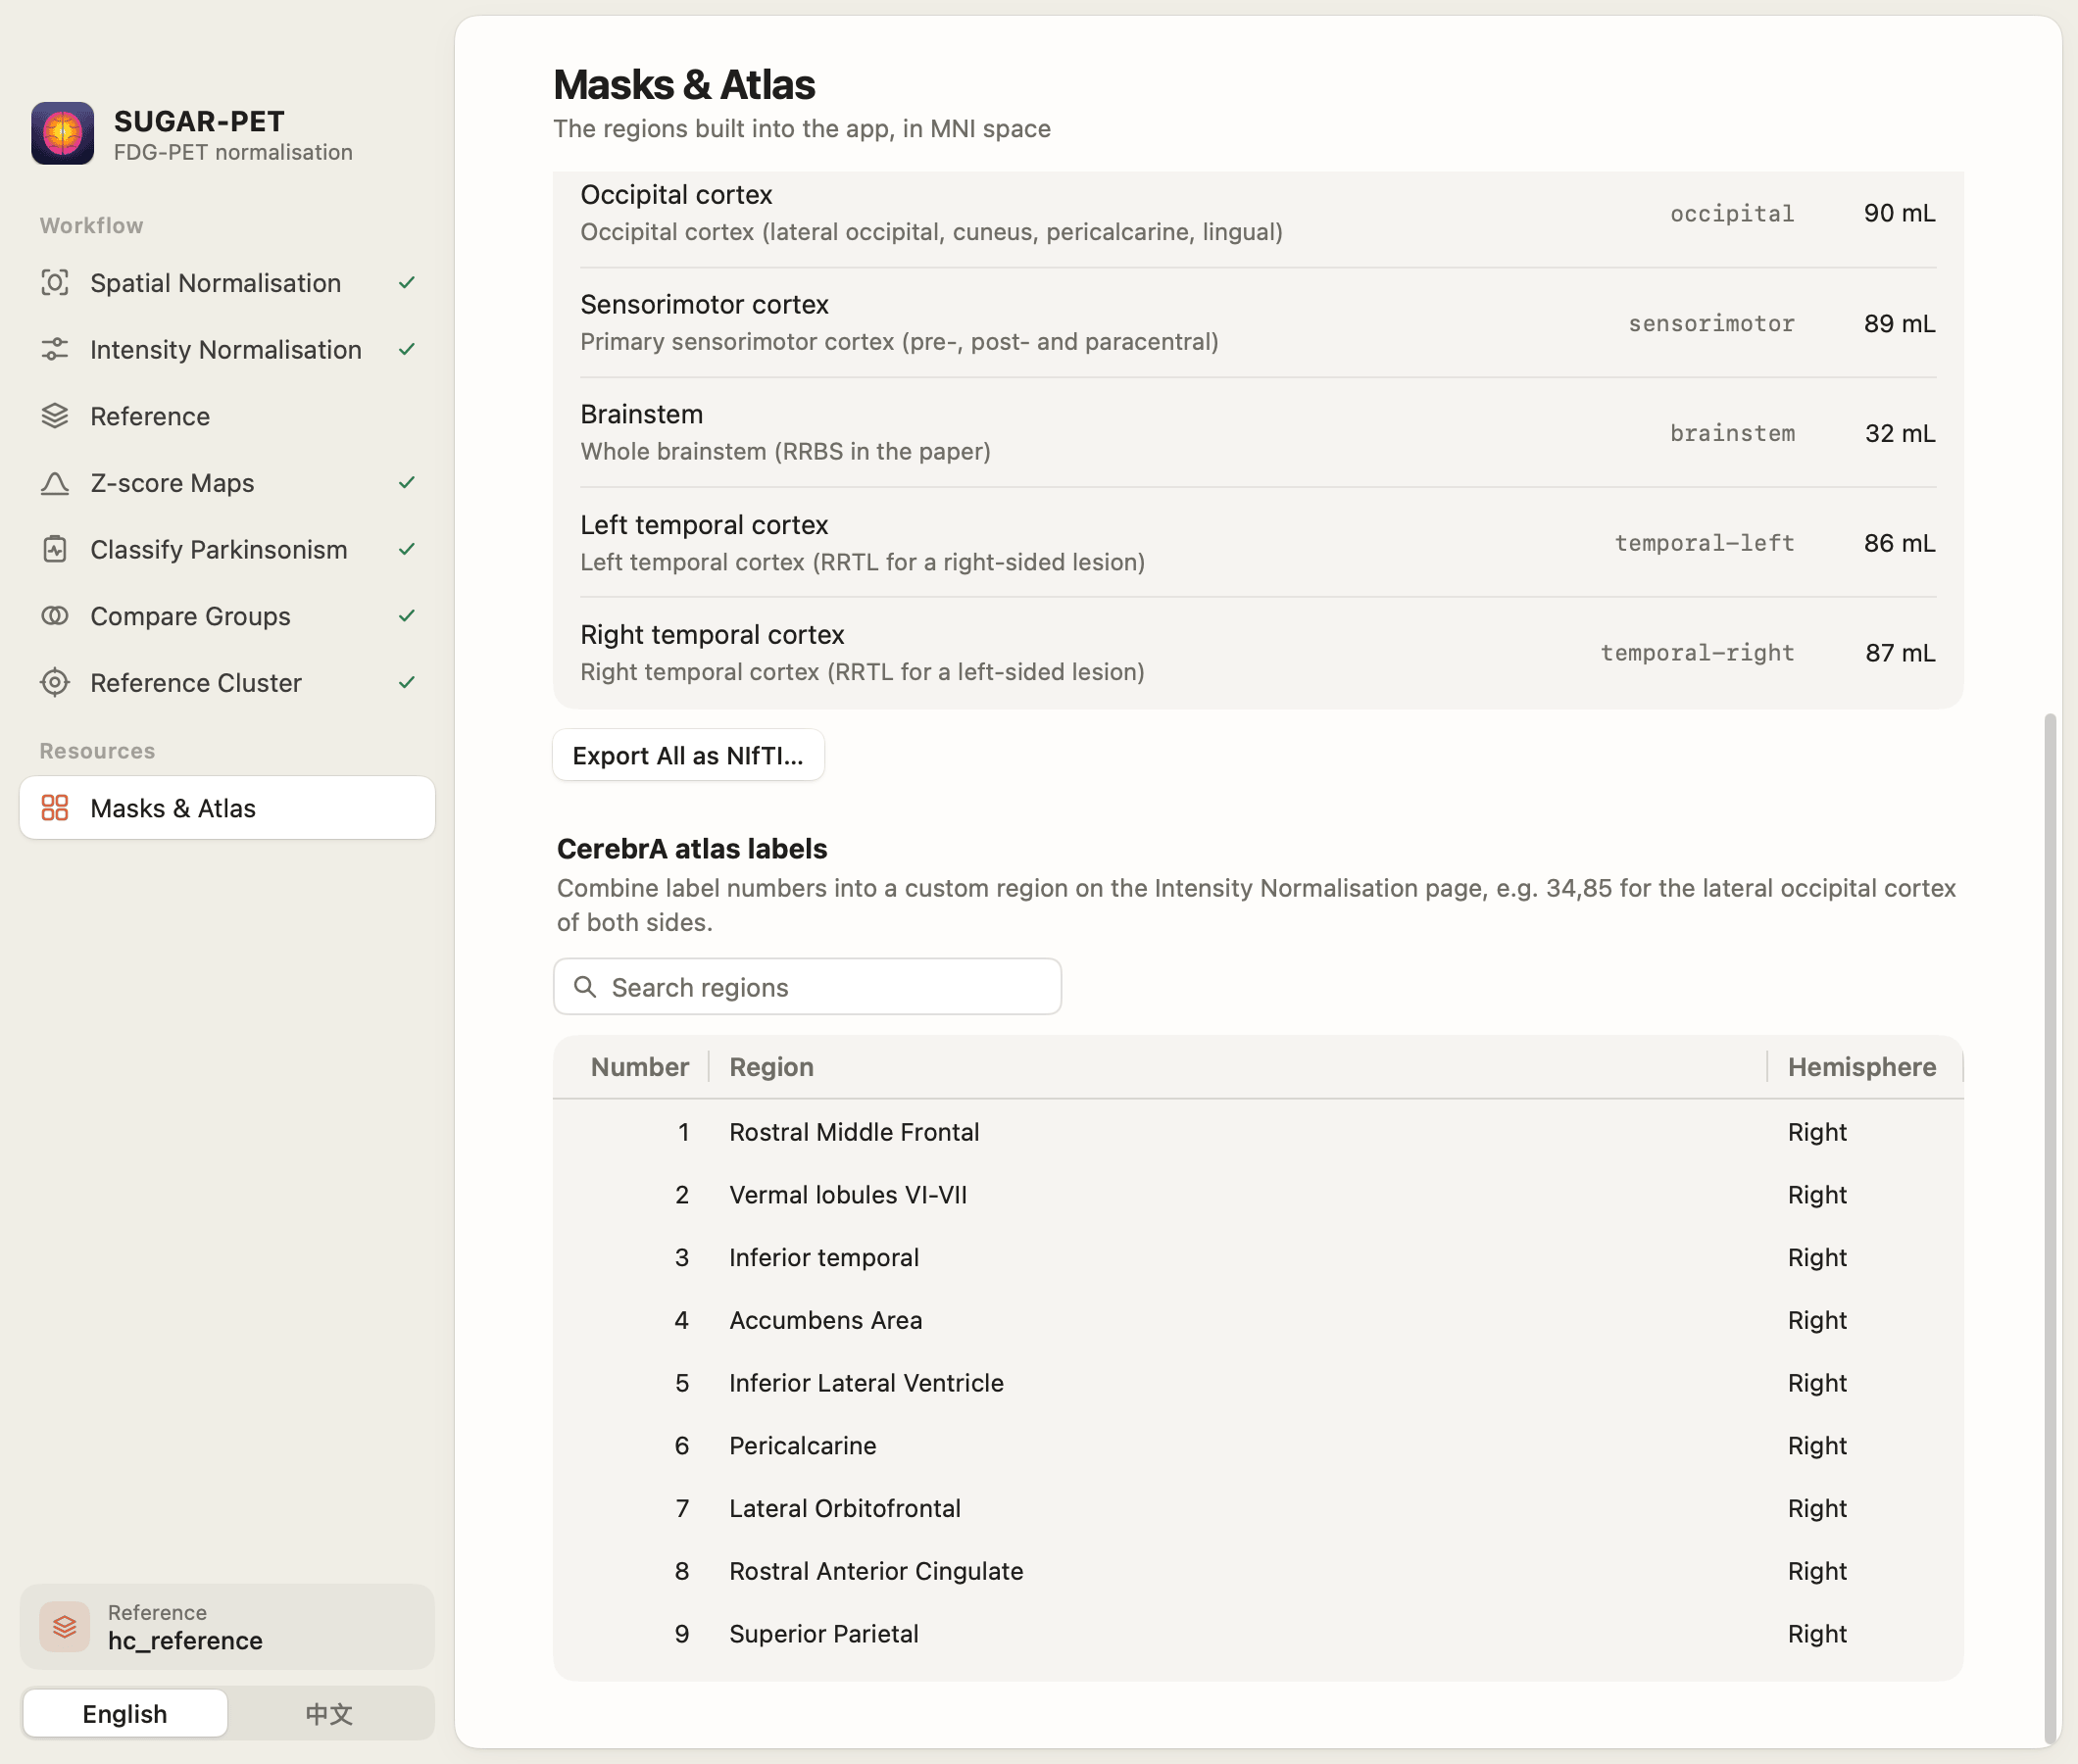 SUGAR-PET
FDG-PET normalisation
Workflow
Spatial Normalisation
Intensity Normalisation
Reference
Z-score Maps
Classify Parkinsonism
Compare Groups
Reference Cluster
Resources
Masks & Atlas
Reference
hc_reference
English 中文
Masks & Atlas
The regions built into the app, in MNI space
Occipital cortex
Occipital cortex (lateral occipital, cuneus, pericalcarine, lingual)
occipital 90 mL
Sensorimotor cortex
Primary sensorimotor cortex (pre-, post- and paracentral)
sensorimotor 89 mL
Brainstem
Whole brainstem (RRBS in the paper)
brainstem 32 mL
Left temporal cortex
Left temporal cortex (RRTL for a right-sided lesion)
temporal-left 86 mL
Right temporal cortex
Right temporal cortex (RRTL for a left-sided lesion)
temporal-right 87 mL
Export All as NIfTI...
CerebrA atlas labels
Combine label numbers into a custom region on the Intensity Normalisation page, e.g. 34,85 for the lateral occipital cortex
of both sides.
Search regions
Number Region Hemisphere
1 Rostral Middle Frontal Right
2 Vermal lobules VI-VII Right
3 Inferior temporal Right
4 Accumbens Area Right
5 Inferior Lateral Ventricle Right
6 Pericalcarine Right
7 Lateral Orbitofrontal Right
8 Rostral Anterior Cingulate Right
9 Superior Parietal Right